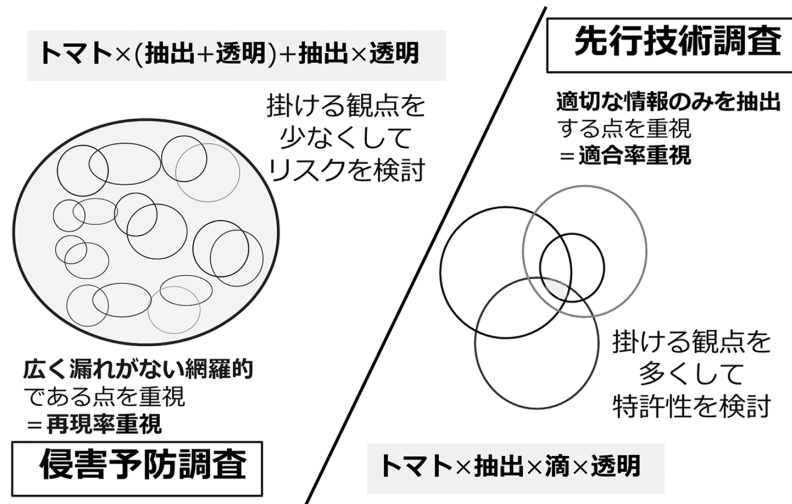 トマト×(抽出+透明)+抽出×透明
掛ける観点を
少なくして
リスクを検討
広く漏れがない網羅的
である点を重視
＝再現率重視
侵害予防調査
先行技術調査
適切な情報のみを抽出
する点を重視
＝適合率重視
掛ける観点を
多くして
特許性を検討
トマト×抽出×滴×透明